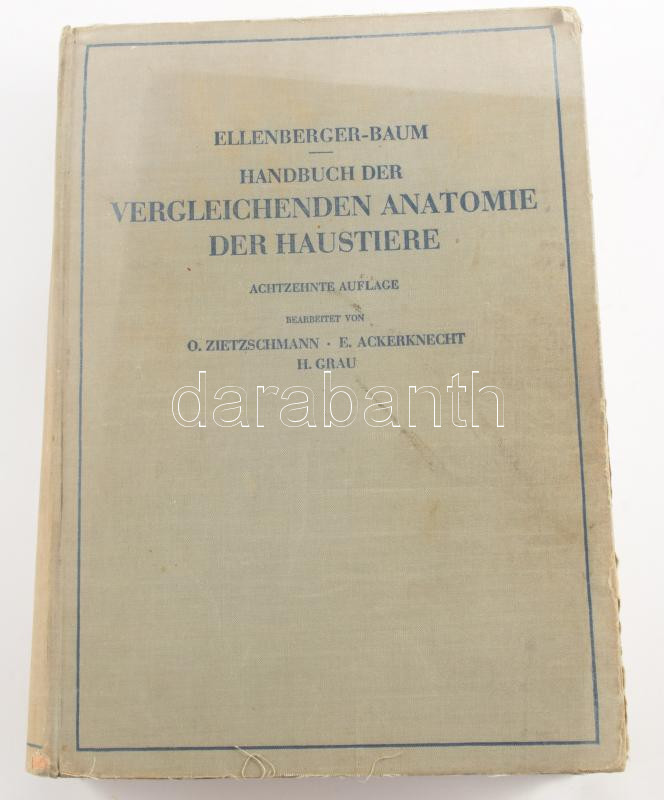 ELLENBERGER-BAUM
HANDBUCH DER
VERGLEICHENDEN ANATOMIE
DER HAUSTIERE
ACHTZEHNTE AUFLAGE
BEARBEITET VON
O. ZIETZSCHMANN · E. ACKERKNECHT
H. GRAU
darabanth